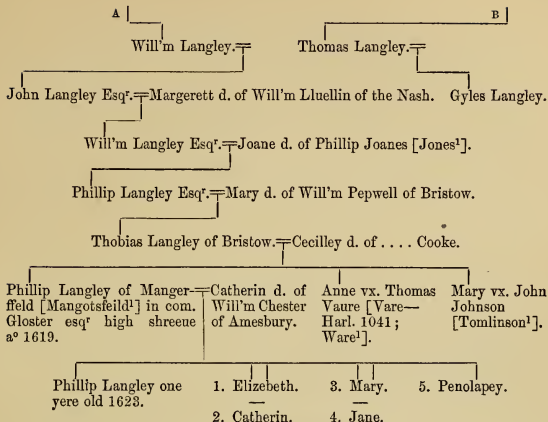 A B
Will'm Langley. Thomas Langley.
John Langley Esqr. Margerett d. of Will'm Lluellin of the Nash. Gyles Langley.
Will'm Langley Esqr. Joane d. of Phillip Joanes [Jones1].
Phillip Langley Esqr. Mary d. of Will'm Pepwell of Bristow.
Thobias Langley of Bristow. Cecilley d. of .... Cooke.
Phillip Langley of Manger-
ffeld [Mangotsfeild1] in com.
Gloster esqr high shreeue
ao 1619.
Catherin d. of
Will'm Chester
of Amesbury.
Anne vx. Thomas
Vaure [Vare—
Harl. 1041;
Ware1].
Mary vx. John
Johnson
[Tomlinson1].
Phillip Langley one
yere old 1623.
1. Elizebeth.
2. Catherin.
3. Mary.
4. Jane.
5. Penolapey.